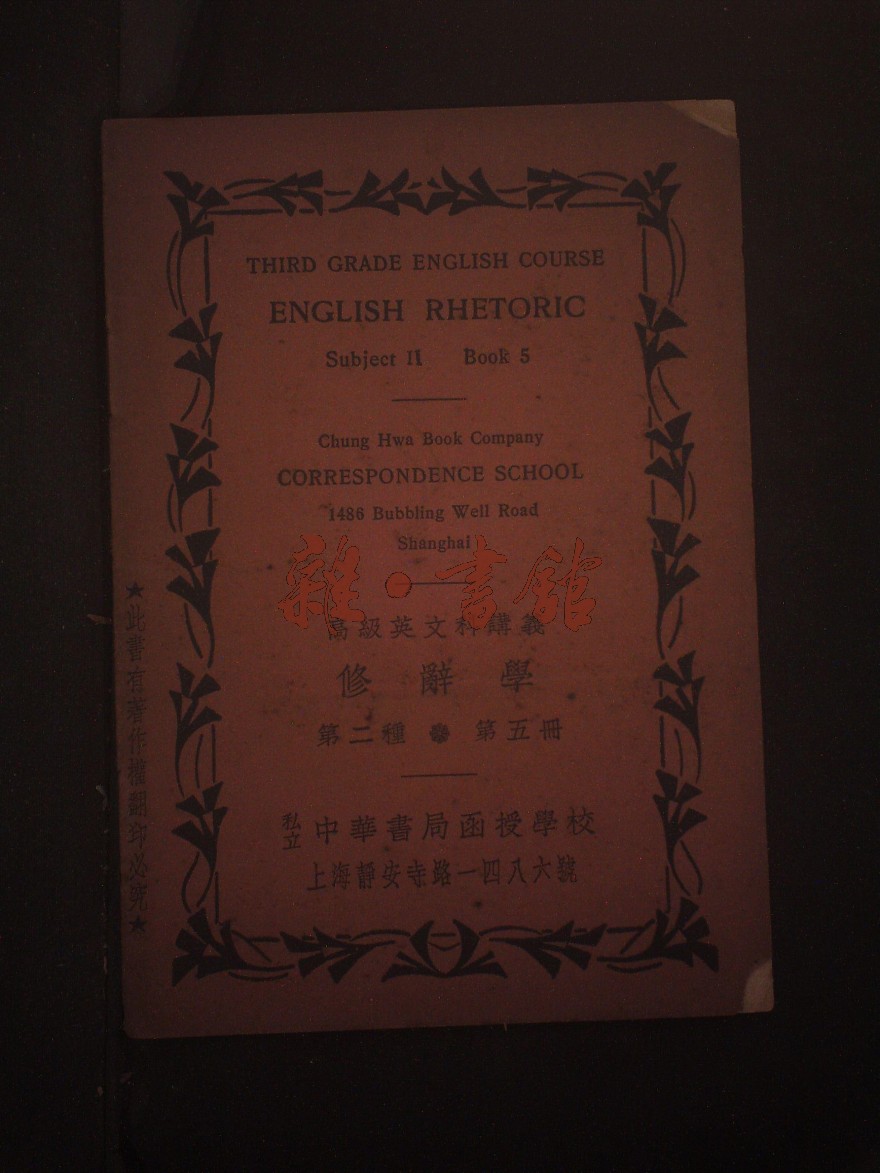 THIRD GRADE ENGLISH COURSE
ENGLISH RHETORIC
Subject II Book 5
Chung Hwa Book Company
CORRESPONDENCE SCHOOL
1486 Bubbling Well Road
Shanghai
雜·書館
高級英文科講義
修辭學
第二種 第五冊
私立中華書局函授學校
上海靜安寺路一四八六號
★此書有著作權翻印必究★